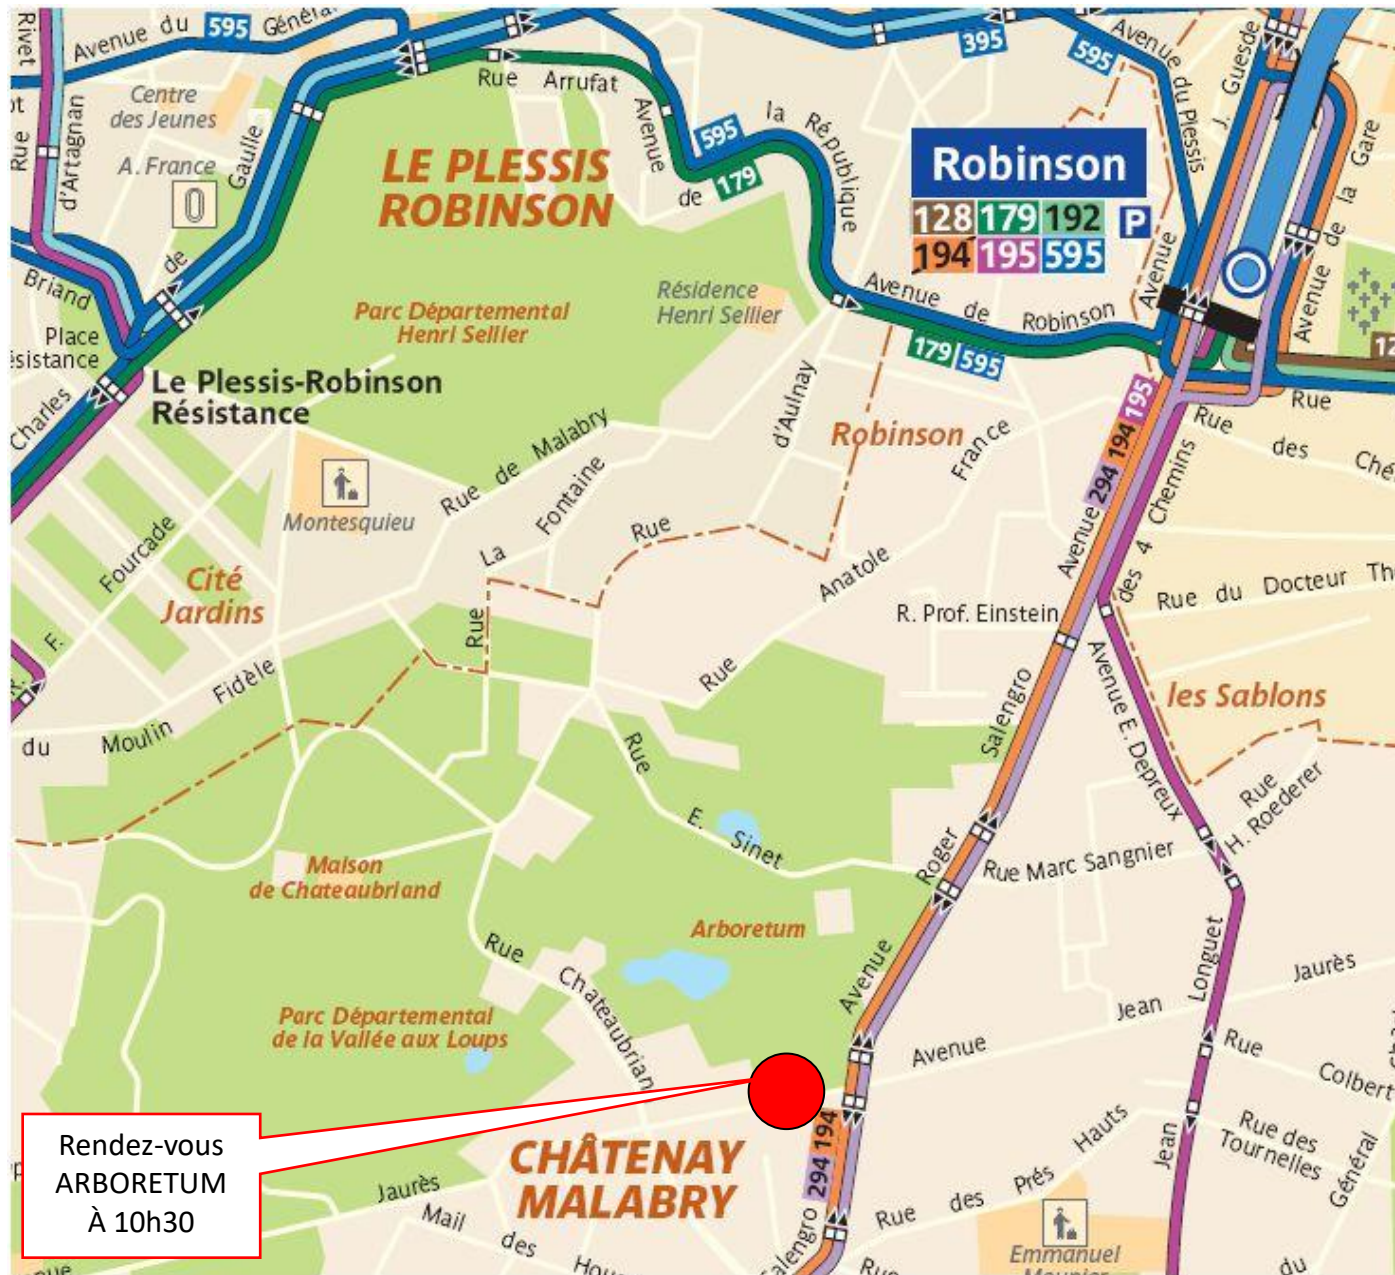 Avenue du 595 Général
Rivet
Rue
d'Artagnan
Centre
des Jeunes
A. France
Gaulle
de
Briand
Place
Charles
Le Plessis-Robinson
Résistance
Rue Arrufat
Avenue
de
la République
595
179
LE PLESSIS
ROBINSON
Parc Départemental
Henri Sellier
Résidence
Henri Sellier
395
595
Avenue du Plessis
J. Guesde
Robinson
128 179 192 P
194 195 595
Avenue
Avenue de la Gare
Avenue de Robinson
179 595
Rue
Rue des
Robinson
d'Aulnay
France
Anatole
Rue
195
194
294
Avenue
des 4 Chemins
Rue du Docteur
R. Prof. Einstein
les Sablons
Montesquieu
Rue de Malabry
La Fontaine
Rue
Rue
Fourcade
F.
R.
Cité
Jardins
du Moulin Fidèle
Salengro
Avenue E. Depreux
Rue
H. Roederer
Rue Marc Sangnier
Roger
Avenue
Rue E. Sinet
Maison
de Chateaubriand
Arboretum
Rue Chateaubrian
Parc Départemental
de la Vallée aux Loups
Longuet
Jean
Avenue Jean Jaurès
Rue Colbert
Rue des
Tournelles
Général
du
Rendez-vous
ARBORETUM
À 10h30
CHÂTENAY
MALABRY
294 194
Jaurès
Mail des
Rue des Prés Hauts
Emmanuel
Rue